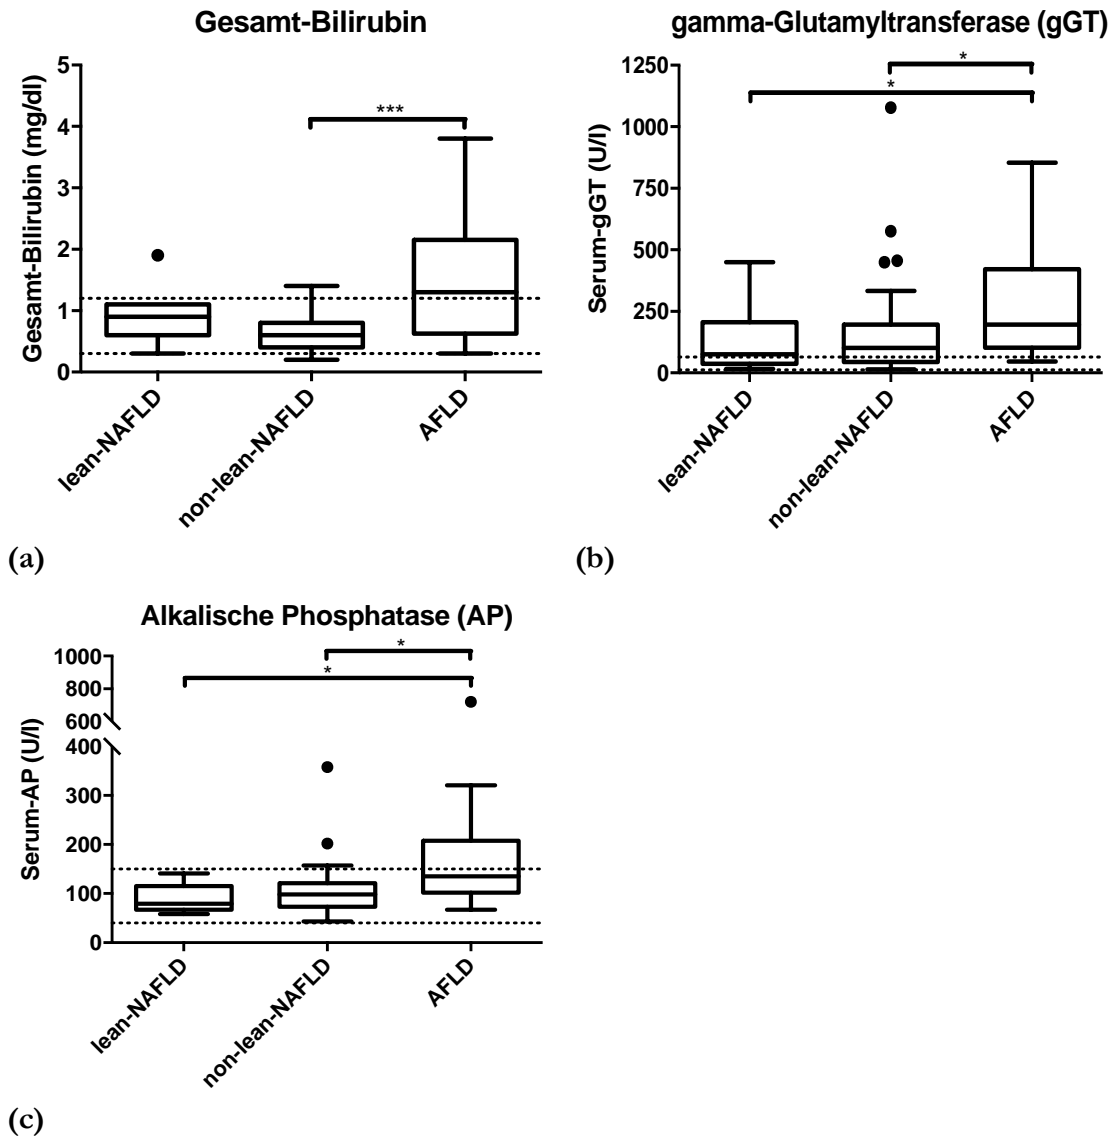 Gesamt-Bilirubin
Gesamt-Bilirubin (mg/dl)
5
4
3
2
1
0
***
lean-NAFLD
non-lean-NAFLD
AFLD
(a)
gamma-Glutamyltransferase (gGT)
Serum-gGT (U/l)
1250
1000
750
500
250
0
*
*
lean-NAFLD
non-lean-NAFLD
AFLD
(b)
Alkalische Phosphatase (AP)
Serum-AP (U/l)
1000
800
600
400
300
200
100
0
*
*
lean-NAFLD
non-lean-NAFLD
AFLD
(c)